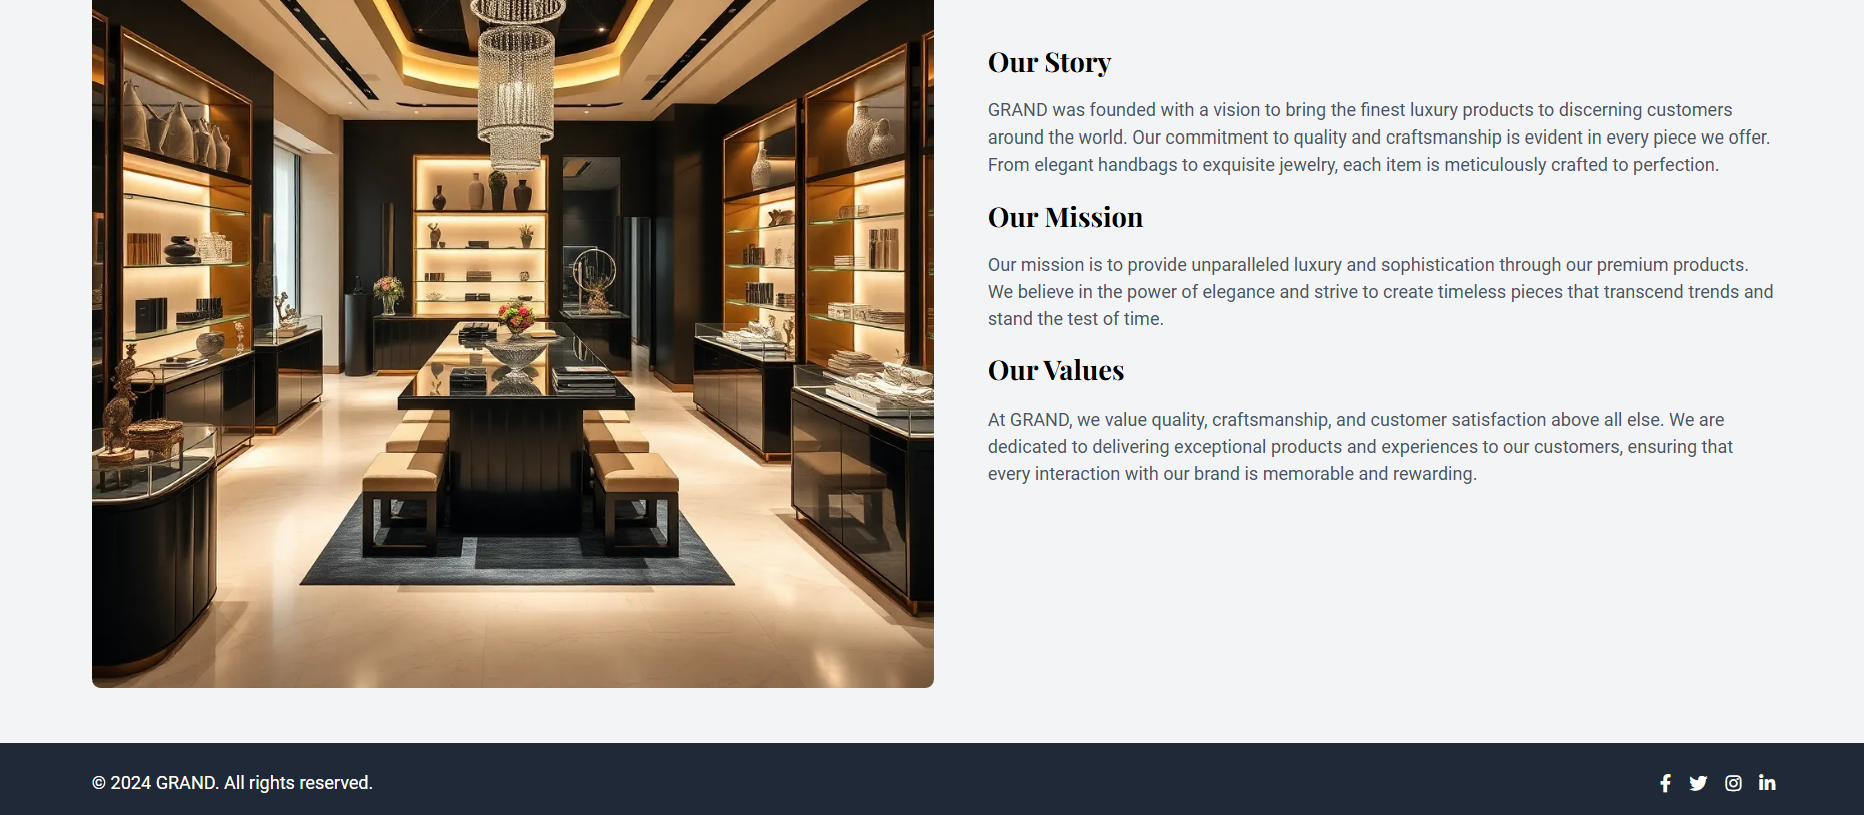 Our Story
GRAND was founded with a vision to bring the finest luxury products to discerning customers
around the world. Our commitment to quality and craftsmanship is evident in every piece we offer.
From elegant handbags to exquisite jewelry, each item is meticulously crafted to perfection.
Our Mission
Our mission is to provide unparalleled luxury and sophistication through our premium products.
We believe in the power of elegance and strive to create timeless pieces that transcend trends and
stand the test of time.
Our Values
At GRAND, we value quality, craftsmanship, and customer satisfaction above all else. We are
dedicated to delivering exceptional products and experiences to our customers, ensuring that
every interaction with our brand is memorable and rewarding.
© 2024 GRAND. All rights reserved.